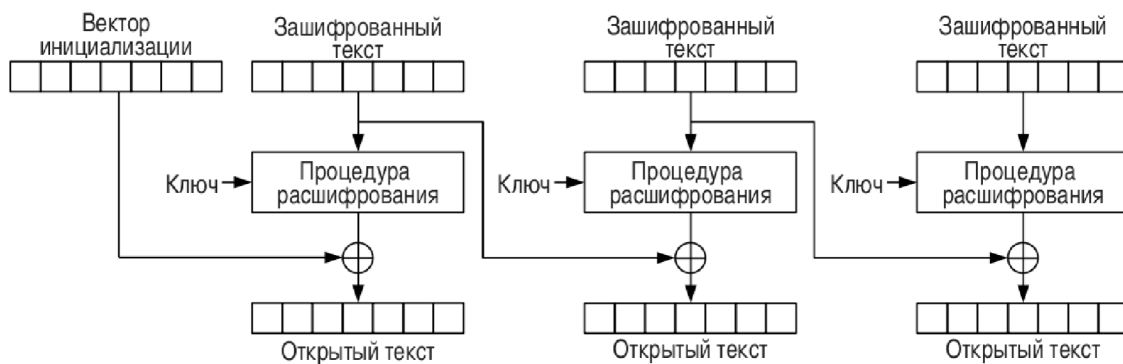 Вектор
инициализации
Зашифрованный
текст
Зашифрованный
текст
Зашифрованный
текст
Ключ
Процедура
расшифрования
Ключ
Процедура
расшифрования
Ключ
Процедура
расшифрования
Открытый текст
Открытый текст
Открытый текст